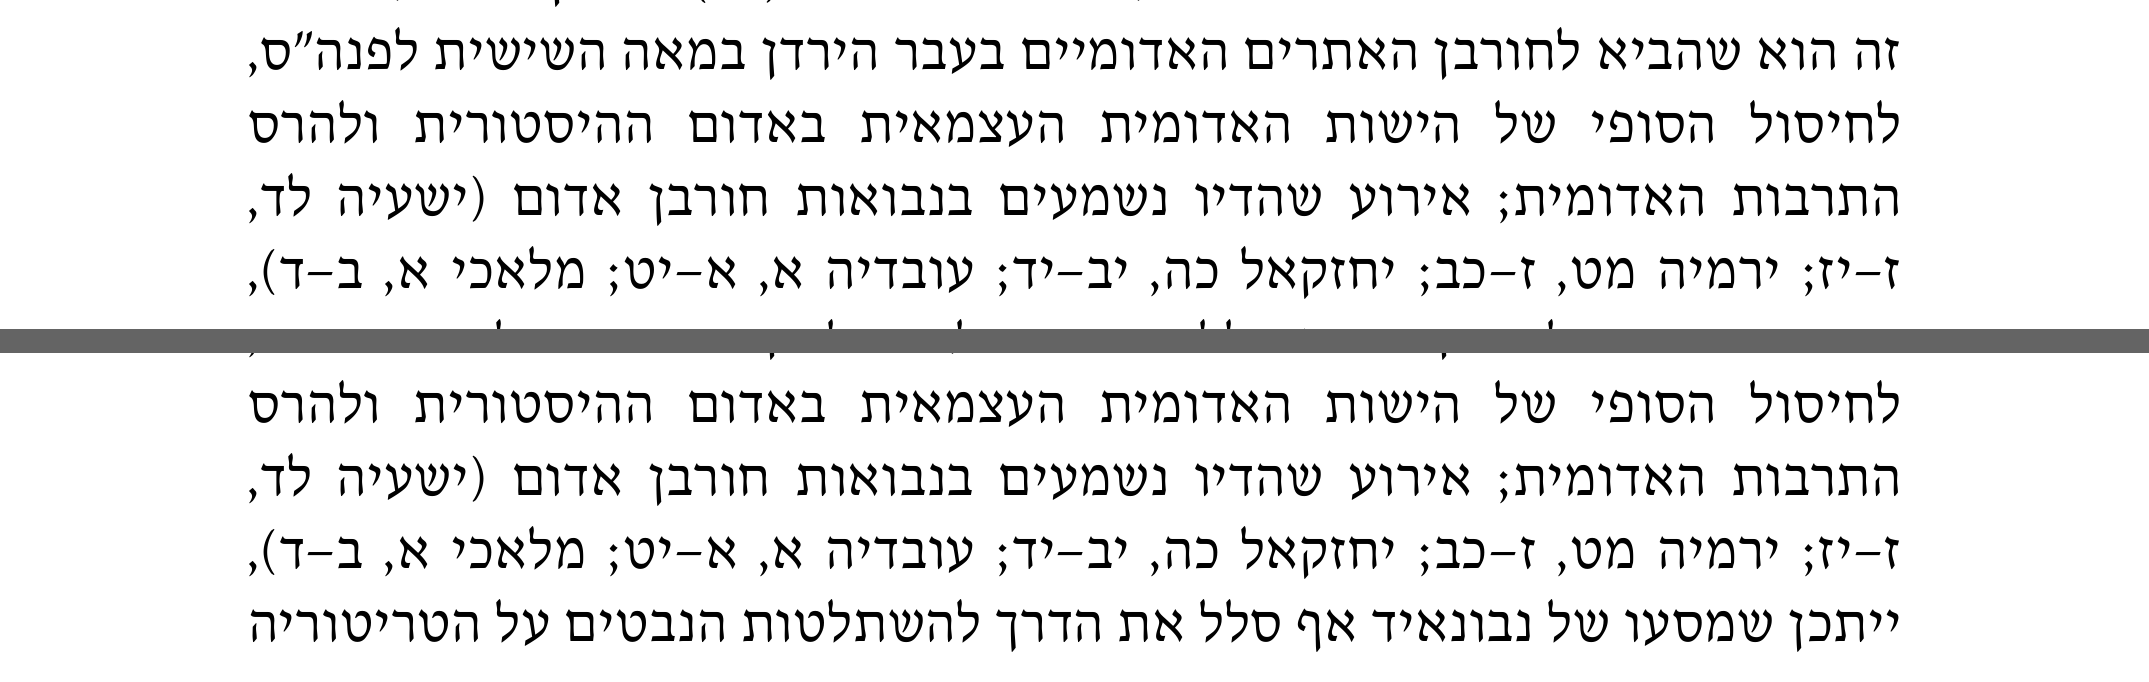 זה הוא שהביא לחורבן האתרים האדומיים בעבר הירדן במאה השישית לפנה״ס,
לחיסול הסופי של הישות האדומית העצמאית באדום ההיסטורית ולהרס
התרבות האדומית; אירוע שהדיו נשמעים בנבואות חורבן אדום (ישעיה לד,
ז–יז; ירמיה מט, ז–כב; יחזקאל כה, יב–יד; עובדיה א, א–יט; מלאכי א, ב–ד),
לחיסול הסופי של הישות האדומית העצמאית באדום ההיסטורית ולהרס
התרבות האדומית; אירוע שהדיו נשמעים בנבואות חורבן אדום (ישעיה לד,
ז–יז; ירמיה מט, ז–כב; יחזקאל כה, יב–יד; עובדיה א, א–יט; מלאכי א, ב–ד),
ייתכן שמסעו של נבונאיד אף סלל את הדרך להשתלטות הנבטים על הטריטוריה